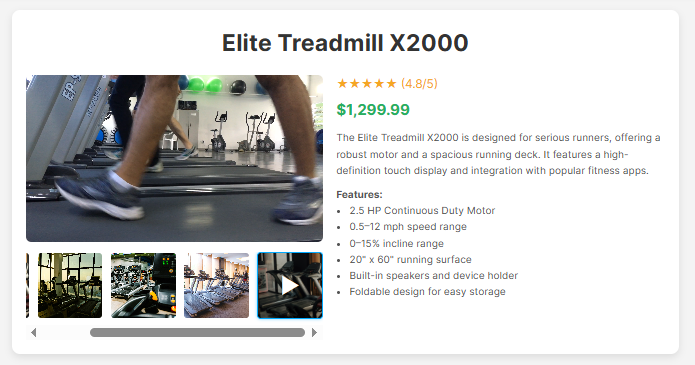 Elite Treadmill X2000
EP-9
★★★★★ (4.8/5)
$1,299.99
The Elite Treadmill X2000 is designed for serious runners, offering a
robust motor and a spacious running deck. It features a high-
definition touch display and integration with popular fitness apps.
Features:
• 2.5 HP Continuous Duty Motor
• 0.5–12 mph speed range
• 0–15% incline range
• 20" x 60" running surface
• Built-in speakers and device holder
• Foldable design for easy storage